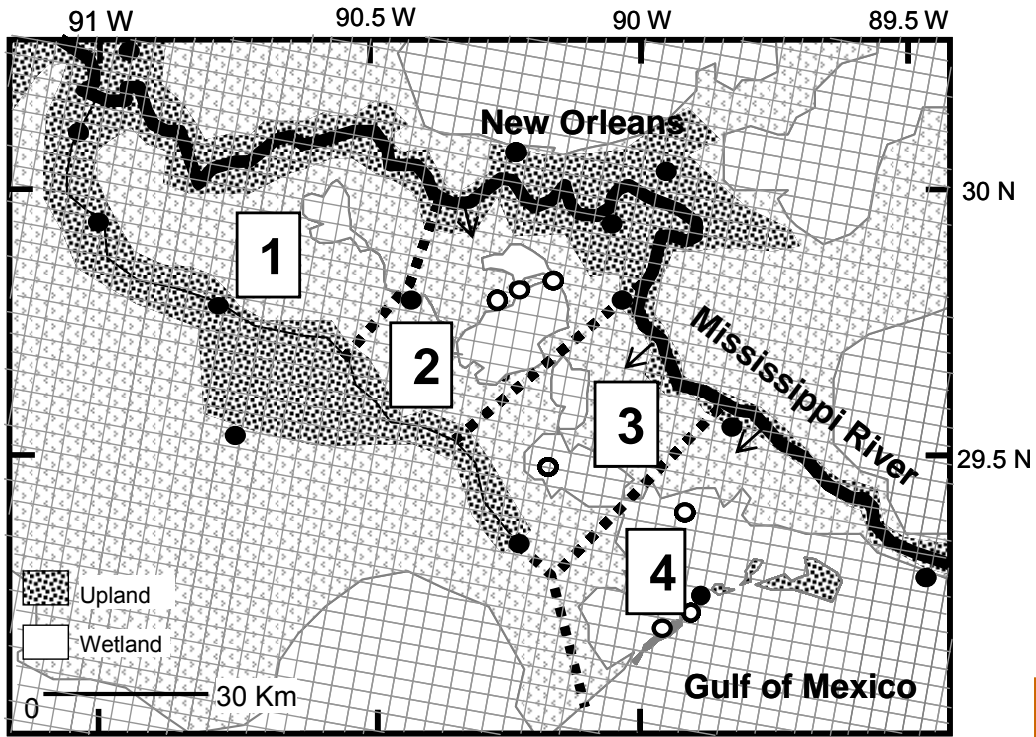 91 W
90.5 W
90 W
89.5 W
New Orleans
30 N
1
2
Mississippi River
3
29.5 N
4
Upland
Wetland
0
30 Km
Gulf of Mexico